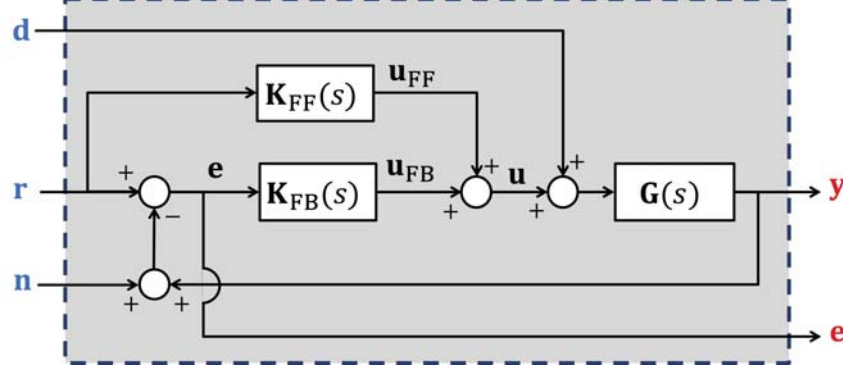 d
u_FF
K_FF(s)
+ e u_FB + u +
r K_FB(s) G(s) y
− + +
n
+ +
e